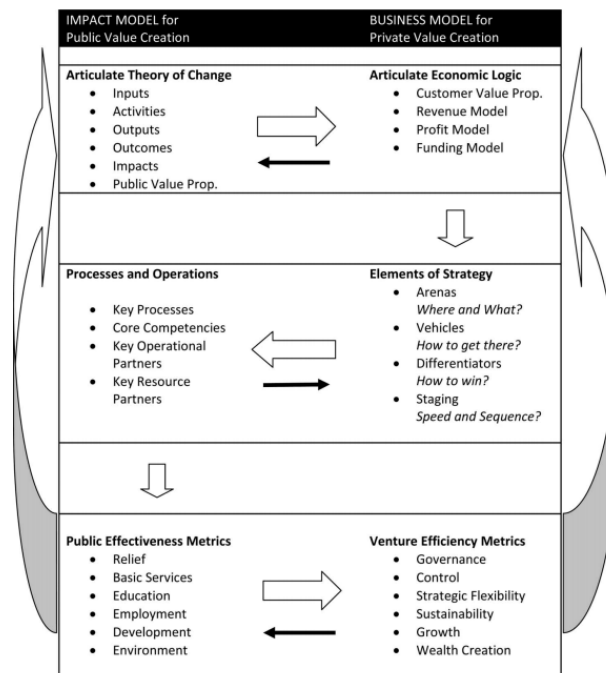 IMPACT MODEL for
Public Value Creation
BUSINESS MODEL for
Private Value Creation
Articulate Theory of Change
• Inputs
• Activities
• Outputs
• Outcomes
• Impacts
• Public Value Prop.
Articulate Economic Logic
• Customer Value Prop.
• Revenue Model
• Profit Model
• Funding Model
Processes and Operations
• Key Processes
• Core Competencies
• Key Operational
Partners
• Key Resource
Partners
Elements of Strategy
• Arenas
Where and What?
• Vehicles
How to get there?
• Differentiators
How to win?
• Staging
Speed and Sequence?
Public Effectiveness Metrics
• Relief
• Basic Services
• Education
• Employment
• Development
• Environment
Venture Efficiency Metrics
• Governance
• Control
• Strategic Flexibility
• Sustainability
• Growth
• Wealth Creation